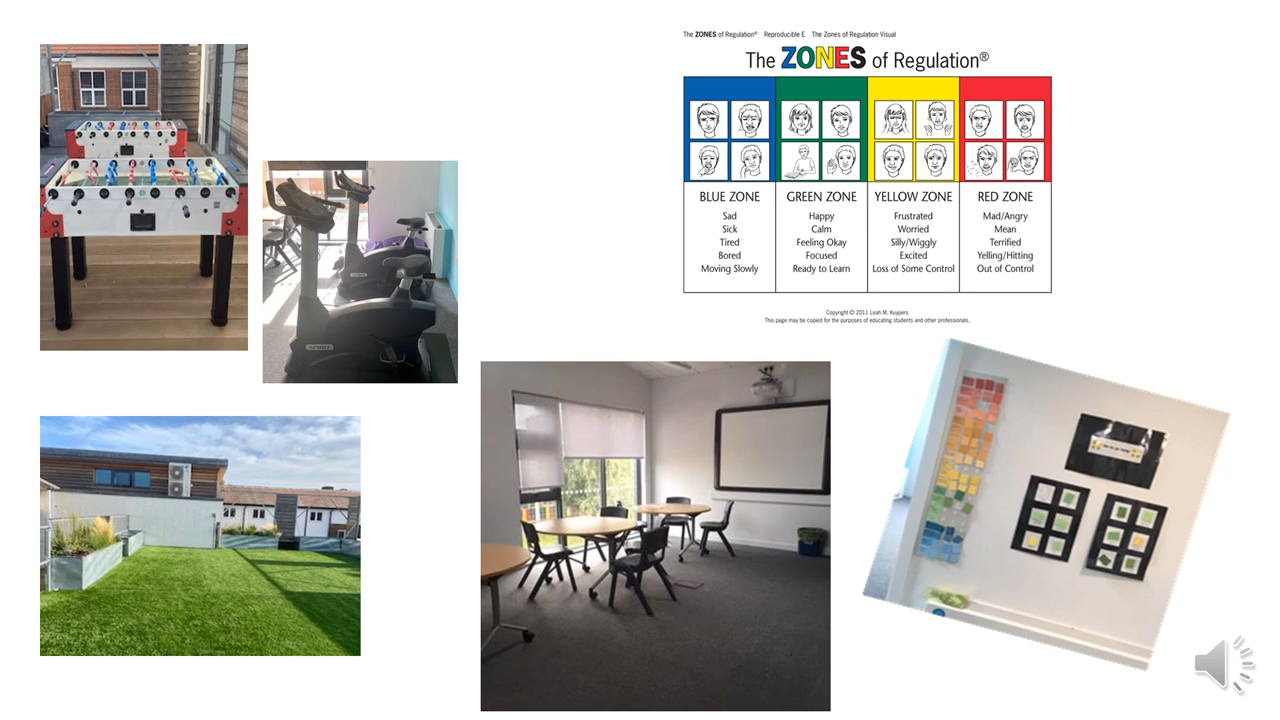 The ZONES of Regulation® Reproducible E The Zones of Regulation Visual
The ZONES of Regulation®
BLUE ZONE
Sad
Sick
Tired
Bored
Moving Slowly
GREEN ZONE
Happy
Calm
Feeling Okay
Focused
Ready to Learn
YELLOW ZONE
Frustrated
Worried
Silly/Wiggly
Excited
Loss of Some Control
RED ZONE
Mad/Angry
Mean
Terrified
Yelling/Hitting
Out of Control
Copyright © 2011 Leah M. Kuypers
This page may be copied for the purposes of educating students and other professionals.